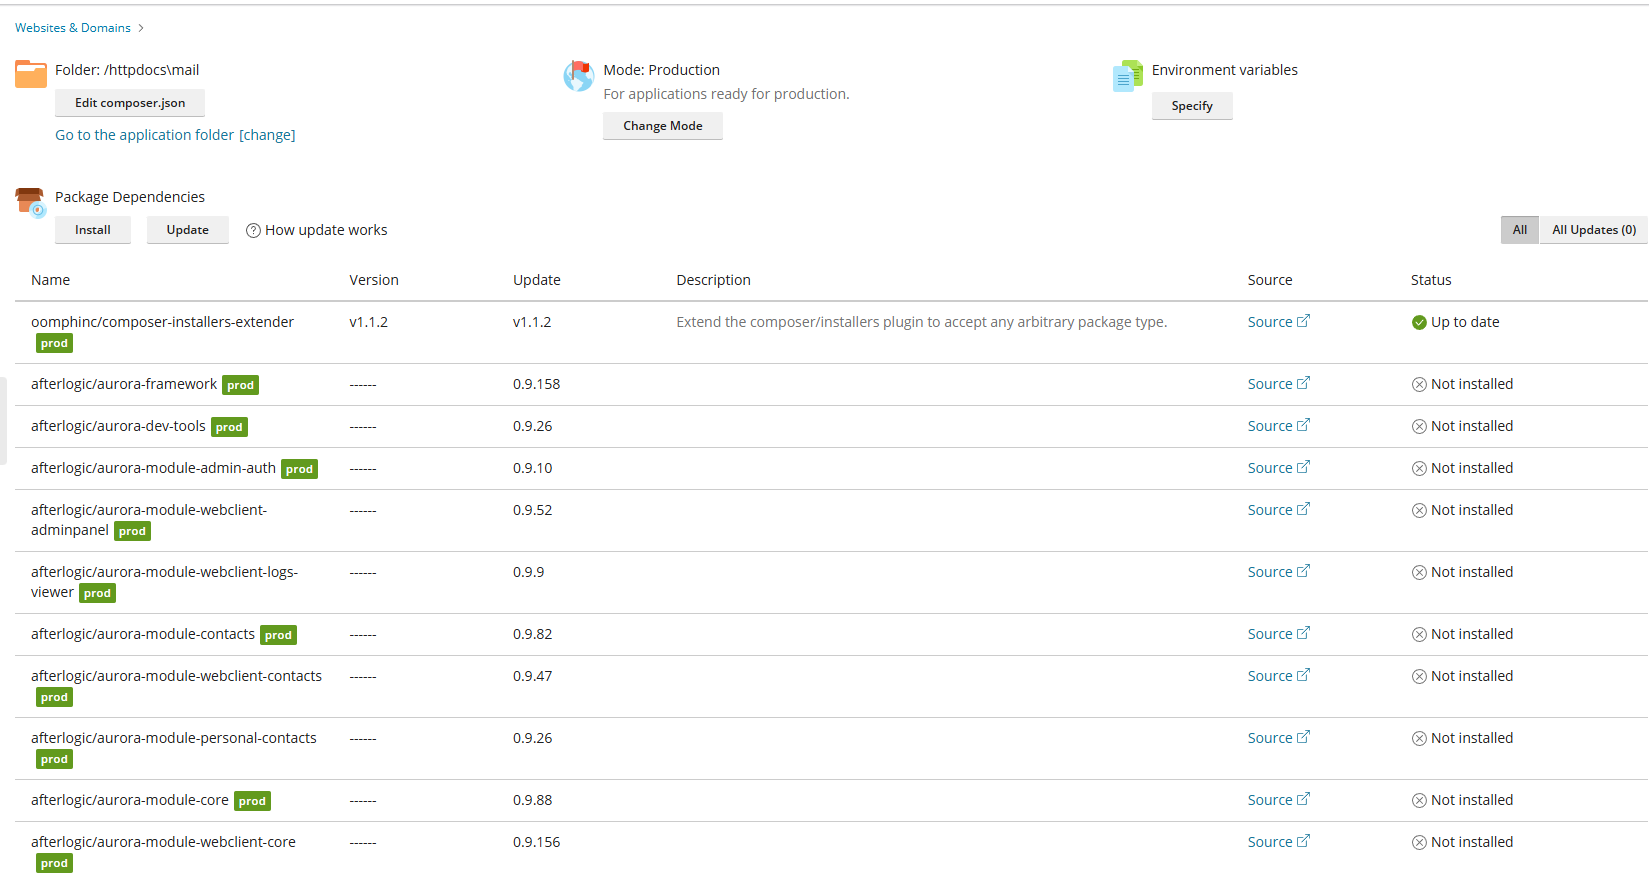 Websites & Domains >
Folder: /httpdocs\mail
Edit composer.json
Go to the application folder [change]
Mode: Production
For applications ready for production.
Change Mode
Environment variables
Specify
Package Dependencies
Install Update ? How update works All All Updates (0)
Name Version Update Description Source Status
oomphinc/composer-installers-extender v1.1.2 v1.1.2 Extend the composer/installers plugin to accept any arbitrary package type. Source Up to date
prod
afterlogic/aurora-framework prod ------ 0.9.158 Source Not installed
afterlogic/aurora-dev-tools prod ------ 0.9.26 Source Not installed
afterlogic/aurora-module-admin-auth prod ------ 0.9.10 Source Not installed
afterlogic/aurora-module-webclient- ------ 0.9.52 Source Not installed
adminpanel prod
afterlogic/aurora-module-webclient-logs- ------ 0.9.9 Source Not installed
viewer prod
afterlogic/aurora-module-contacts prod ------ 0.9.82 Source Not installed
afterlogic/aurora-module-webclient-contacts ------ 0.9.47 Source Not installed
prod
afterlogic/aurora-module-personal-contacts ------ 0.9.26 Source Not installed
prod
afterlogic/aurora-module-core prod ------ 0.9.88 Source Not installed
afterlogic/aurora-module-webclient-core ------ 0.9.156 Source Not installed
prod